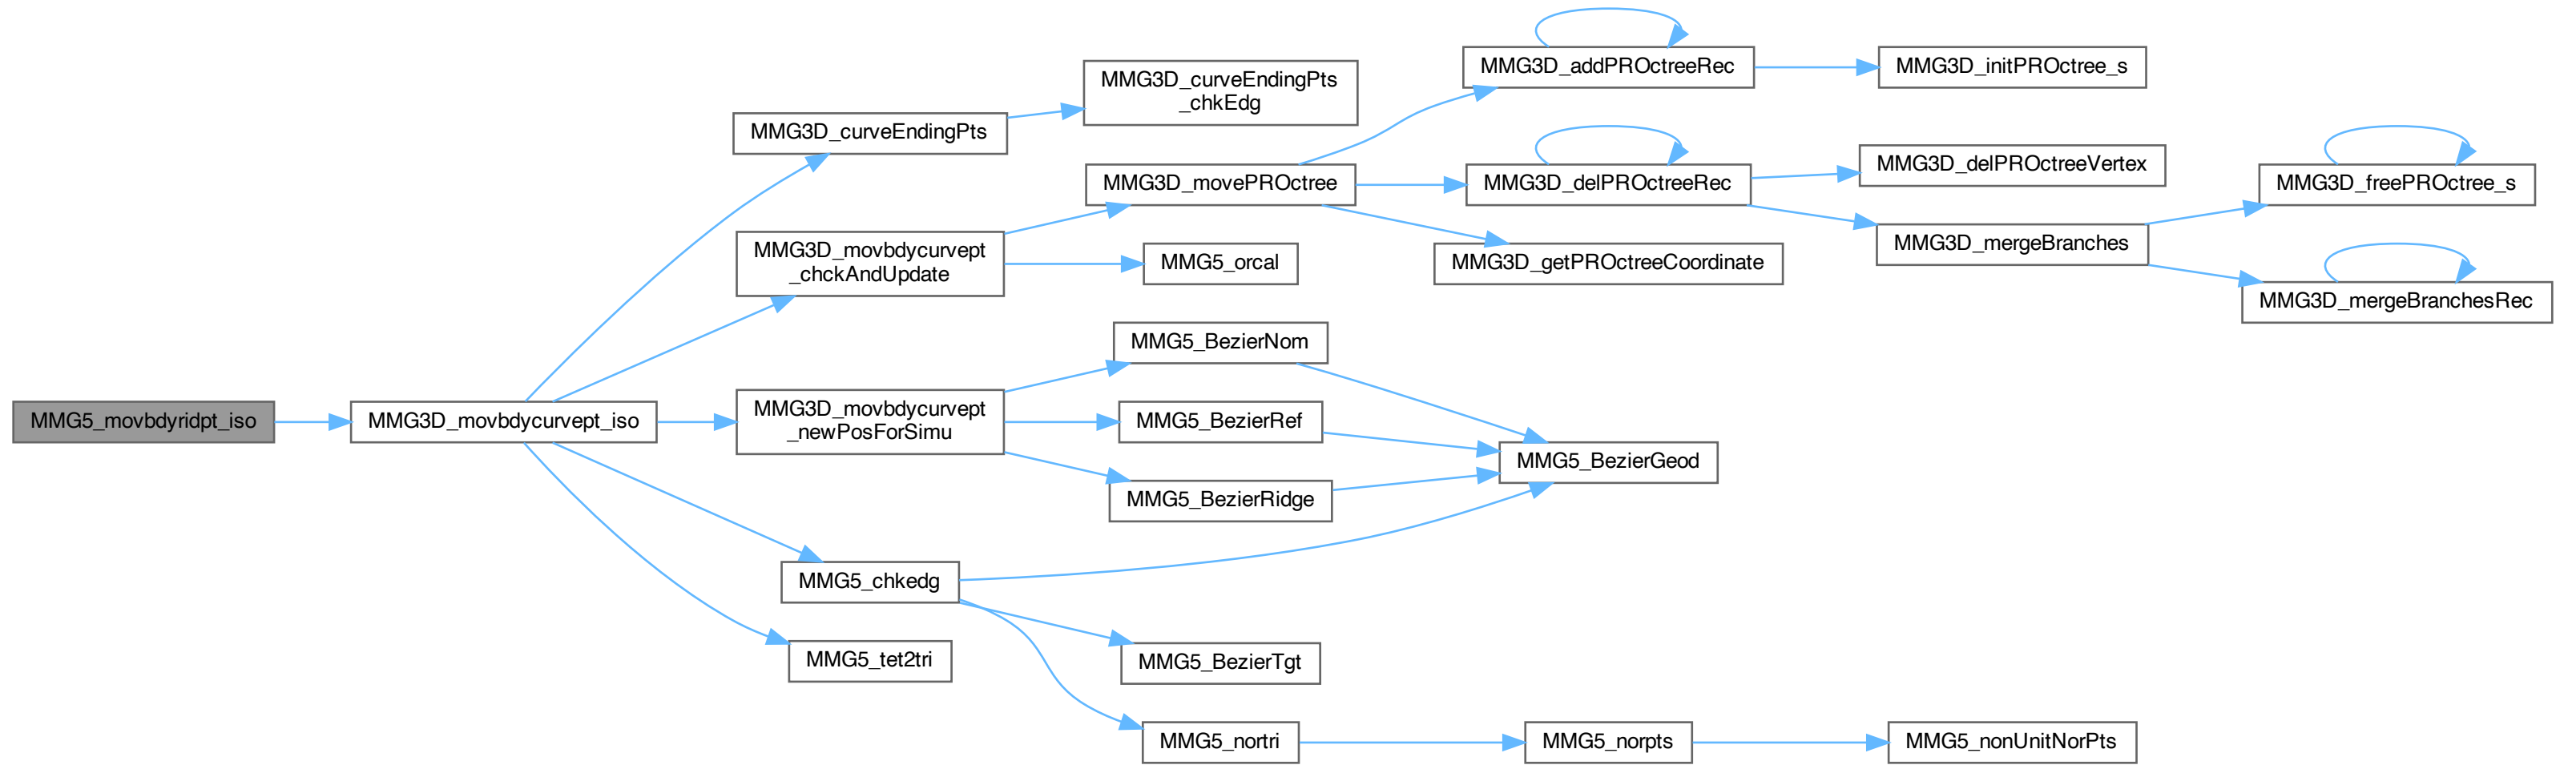 MMG5_movbdyridpt_iso
MMG3D_movbdycurvept_iso
MMG3D_curveEndingPts
MMG3D_curveEndingPts
_chkEdg
MMG3D_movbdycurvept
_chckAndUpdate
MMG3D_movePROctree
MMG3D_addPROctreeRec
MMG3D_initPROctree_s
MMG3D_delPROctreeRec
MMG3D_delPROctreeVertex
MMG3D_mergeBranches
MMG3D_freePROctree_s
MMG3D_mergeBranchesRec
MMG3D_getPROctreeCoordinate
MMG5_orcal
MMG3D_movbdycurvept
_newPosForSimu
MMG5_BezierNom
MMG5_BezierRef
MMG5_BezierRidge
MMG5_BezierGeod
MMG5_chkedg
MMG5_BezierTgt
MMG5_nortri
MMG5_norpts
MMG5_nonUnitNorPts
MMG5_tet2tri